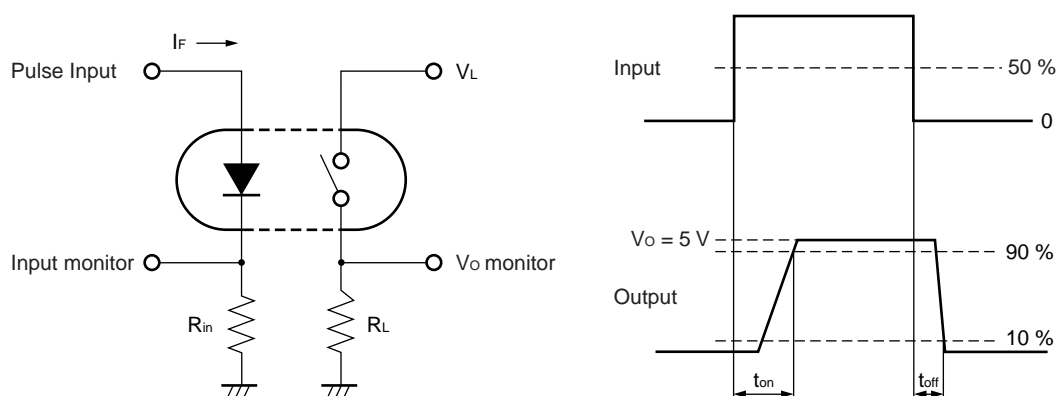 IF
Pulse Input
VL
Input monitor
VO monitor
Rin
RL
Input
50 %
0
VO = 5 V
90 %
Output
10 %
ton
toff